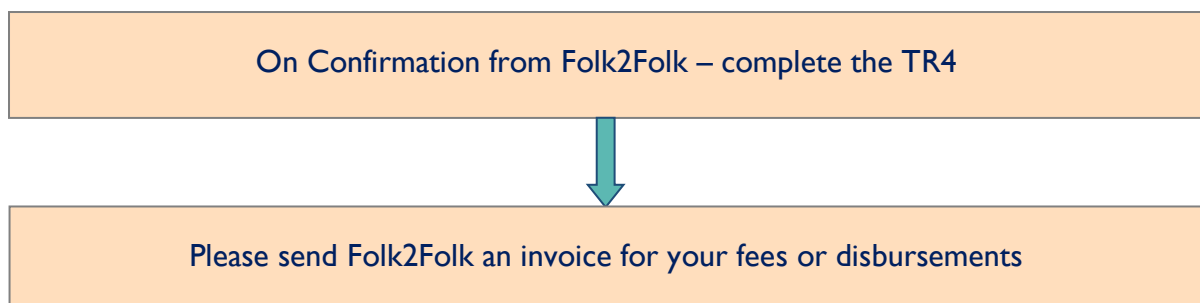 On Confirmation from Folk2Folk – complete the TR4
Please send Folk2Folk an invoice for your fees or disbursements